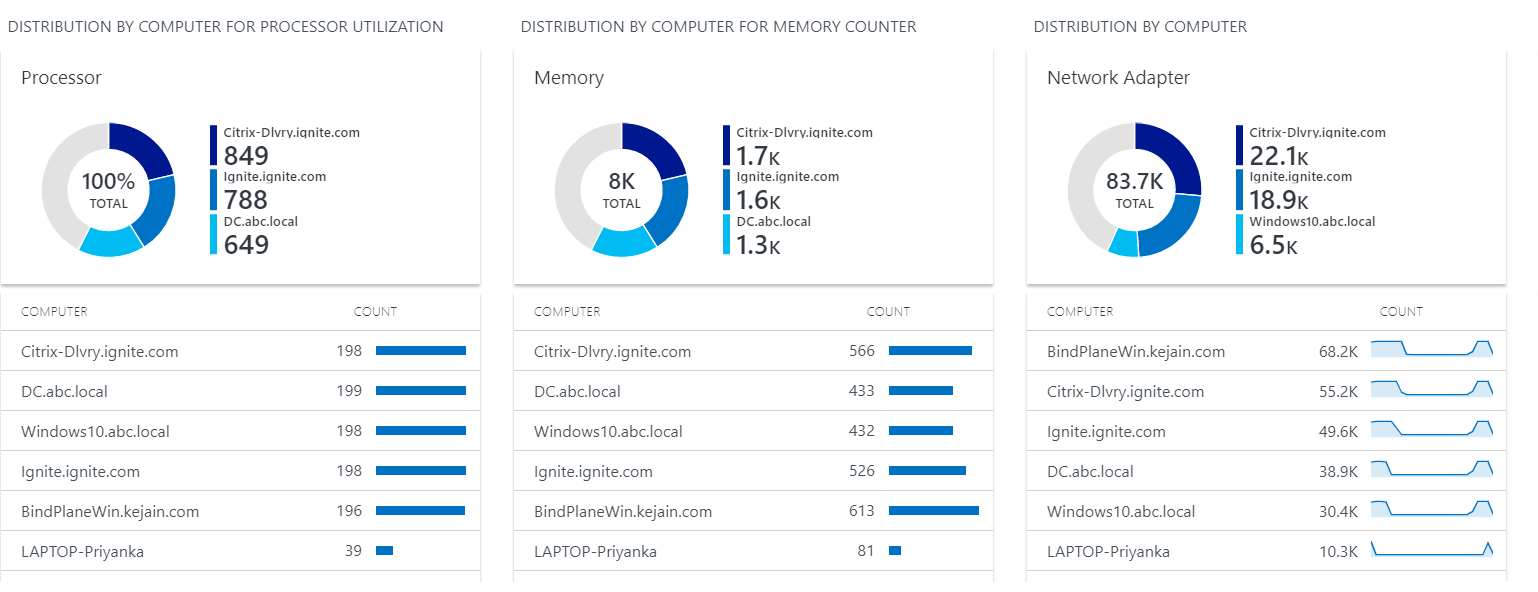 DISTRIBUTION BY COMPUTER FOR PROCESSOR UTILIZATION
Processor
100%
TOTAL
Citrix-Dlvry.ignite.com
849
Ignite.ignite.com
788
DC.abc.local
649
COMPUTER COUNT
Citrix-Dlvry.ignite.com 198
DC.abc.local 199
Windows10.abc.local 198
Ignite.ignite.com 198
BindPlaneWin.kejain.com 196
LAPTOP-Priyanka 39
DISTRIBUTION BY COMPUTER FOR MEMORY COUNTER
Memory
8K
TOTAL
Citrix-Dlvry.ignite.com
1.7K
Ignite.ignite.com
1.6K
DC.abc.local
1.3K
COMPUTER COUNT
Citrix-Dlvry.ignite.com 566
DC.abc.local 433
Windows10.abc.local 432
Ignite.ignite.com 526
BindPlaneWin.kejain.com 613
LAPTOP-Priyanka 81
DISTRIBUTION BY COMPUTER
Network Adapter
83.7K
TOTAL
Citrix-Dlvry.ignite.com
22.1K
Ignite.ignite.com
18.9K
Windows10.abc.local
6.5K
COMPUTER COUNT
BindPlaneWin.kejain.com 68.2K
Citrix-Dlvry.ignite.com 55.2K
Ignite.ignite.com 49.6K
DC.abc.local 38.9K
Windows10.abc.local 30.4K
LAPTOP-Priyanka 10.3K